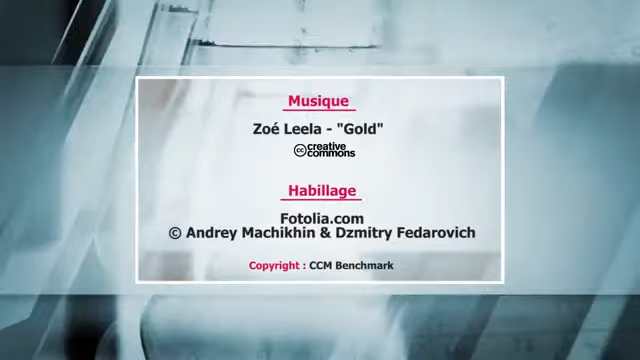 Musique
Zoé Leela - "Gold"
cc creative commons
Habillage
Fotolia.com
© Andrey Machikhin & Dzmitry Fedarovich
Copyright : CCM Benchmark